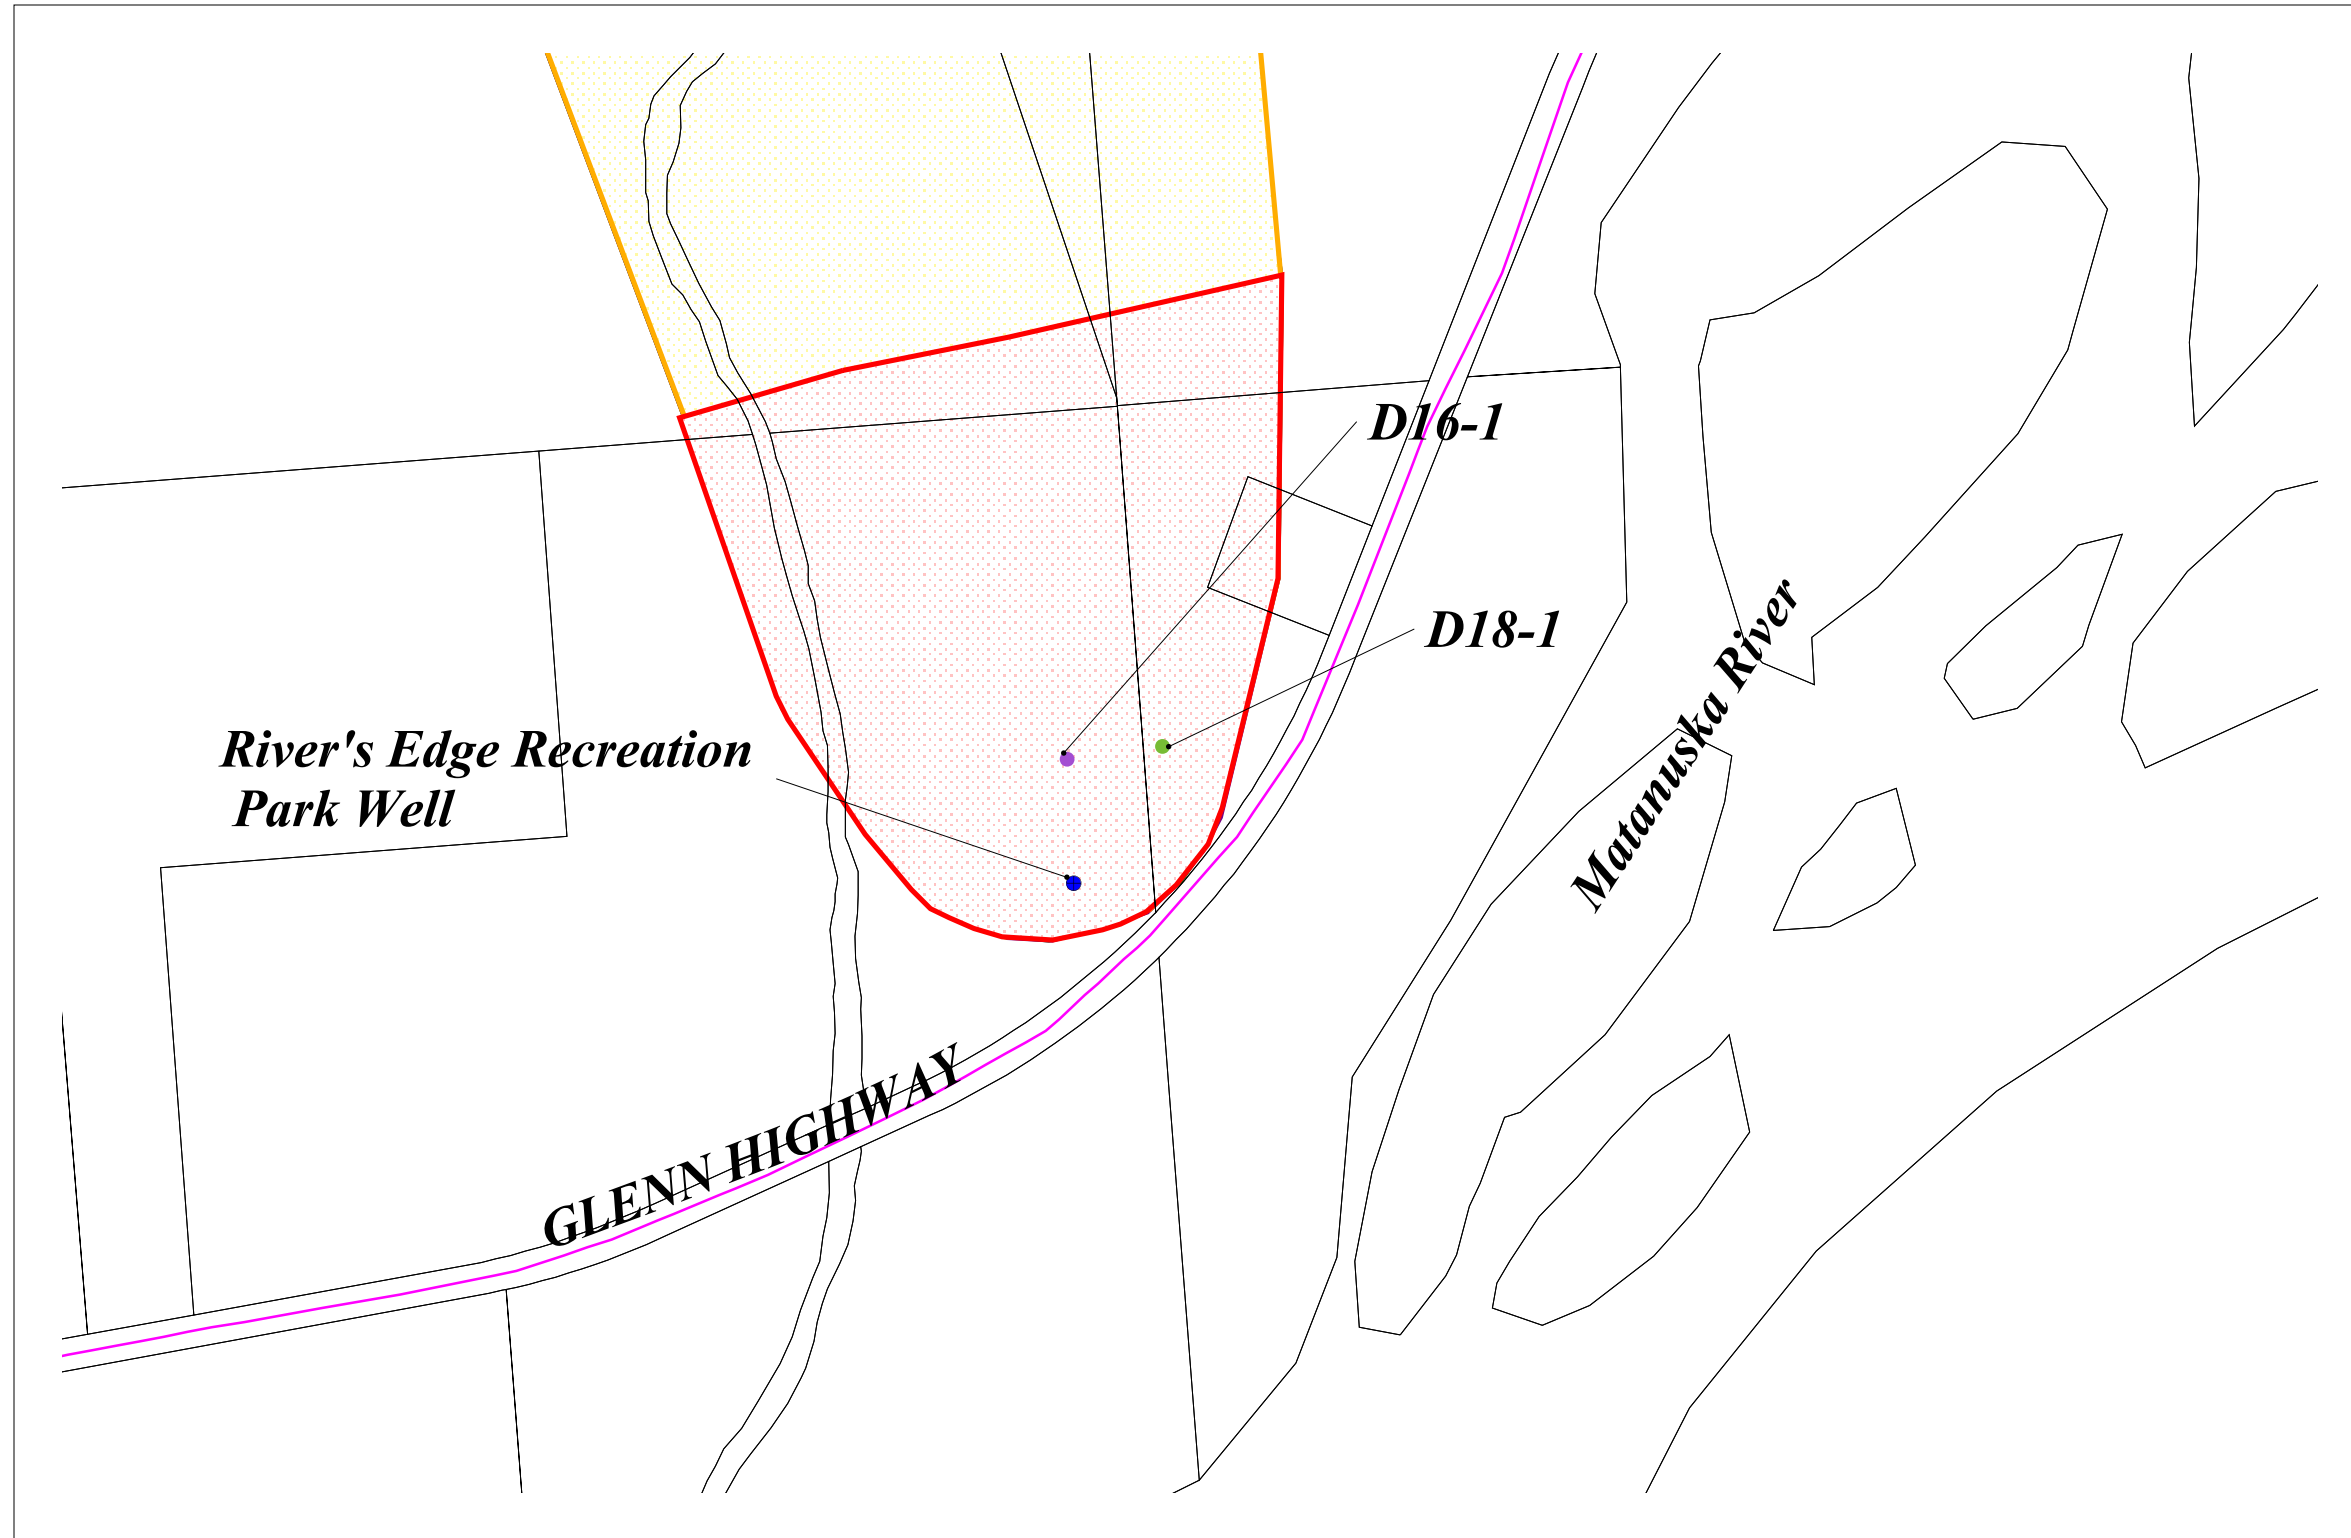 D16-1
D18-1
River's Edge Recreation
Park Well
Matanuska River
GLENN HIGHWAY